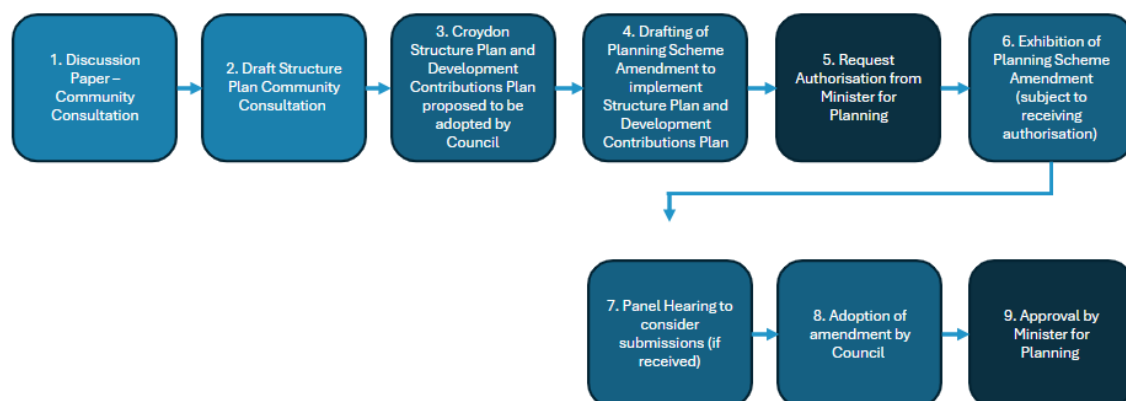 1. Discussion
Paper –
Community
Consultation
2. Draft Structure
Plan Community
Consultation
3. Croydon
Structure Plan and
Development
Contributions Plan
proposed to be
adopted by
Council
4. Drafting of
Planning Scheme
Amendment to
implement
Structure Plan and
Development
Contributions Plan
5. Request
Authorisation from
Minister for
Planning
6. Exhibition of
Planning Scheme
Amendment
(subject to
receiving
authorisation)
7. Panel Hearing to
consider
submissions (if
received)
8. Adoption of
amendment by
Council
9. Approval by
Minister for
Planning